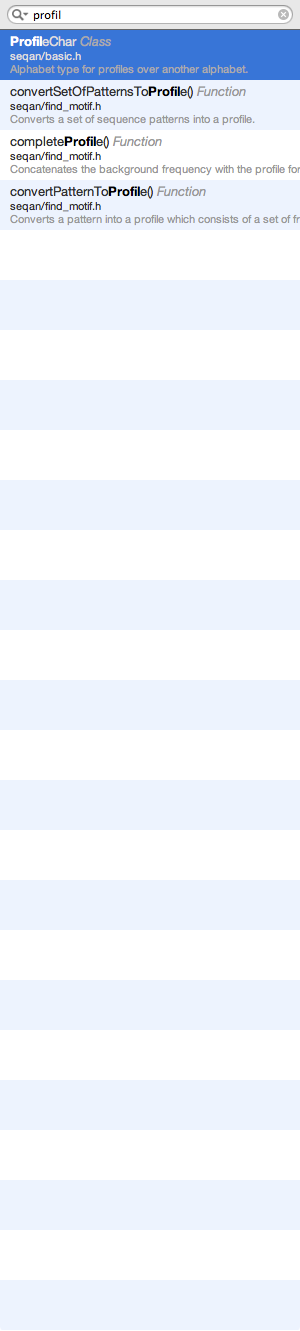 profil
ProfileChar Class
seqan/basic.h
Alphabet type for profiles over another alphabet.
convertSetOfPatternsToProfile() Function
seqan/find_motif.h
Converts a set of sequence patterns into a profile.
completeProfile() Function
seqan/find_motif.h
Concatenates the background frequency with the profile for
convertPatternToProfile() Function
seqan/find_motif.h
Converts a pattern into a profile which consists of a set of fr